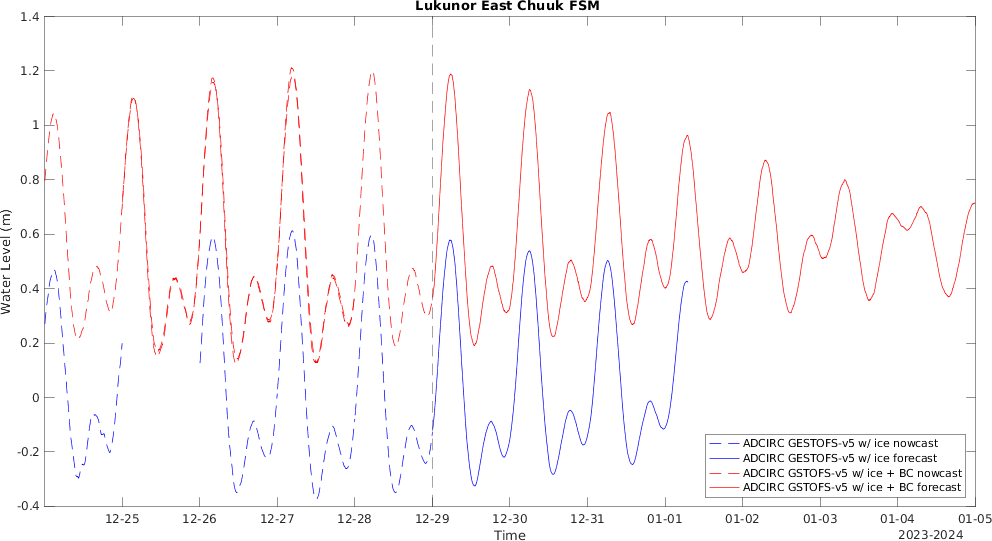 Lukunor East Chuuk FSM
1.4
1.2
1
0.8
0.6
0.4
0.2
0
-0.2
-0.4
Water Level (m)
12-25 12-26 12-27 12-28 12-29 12-30 12-31 01-01 01-02 01-03 01-04 01-05
Time
2023-2024
ADCIRC GESTOFS-v5 w/ ice nowcast
ADCIRC GESTOFS-v5 w/ ice forecast
ADCIRC GSTOFS-v5 w/ ice + BC nowcast
ADCIRC GSTOFS-v5 w/ ice + BC forecast